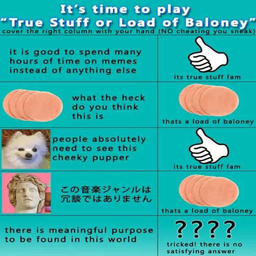 It's time to play
"True Stuff or Load of Baloney"
cover the right column with your hand (NO cheating you sneak)
it is good to spend many
hours of time on memes
instead of anything else
its true stuff fam
what the heck
do you think
this is
thats a load of baloney
people absolutely
need to see this
cheeky pupper
its true stuff fam
この音楽ジャンルは
冗談ではありません
thats a load of baloney
there is meaningful purpose
to be found in this world
????
tricked! there is no
satisfying answer